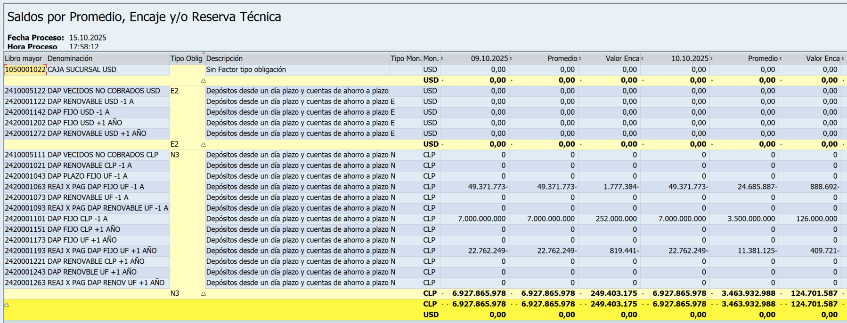 Saldos por Promedio, Encaje y/o Reserva Técnica
Fecha Proceso: 15.10.2025
Hora Proceso 17:58:12
Libro mayor Denominación Tipo Oblig Descripción Tipo Mon. Mon. 09.10.2025 Promedio Valor Enca 10.10.2025 Promedio Valor Enca
1050001022 CAJA SUCURSAL USD Sin Factor tipo obligación USD 0,00 0,00 0,00 0,00 0,00 0,00
USD 0,00 0,00 0,00 0,00 0,00 0,00
2410005122 DAP VECIDOS NO COBRADOS USD E2 Depósitos desde un día plazo y cuentas de ahorro a plazo USD 0,00 0,00 0,00 0,00 0,00 0,00
2420001122 DAP RENOVABLE USD -1 A Depósitos desde un día plazo y cuentas de ahorro a plazo E USD 0,00 0,00 0,00 0,00 0,00 0,00
2420001142 DAP FIJO USD -1 A Depósitos desde un día plazo y cuentas de ahorro a plazo E USD 0,00 0,00 0,00 0,00 0,00 0,00
2420001202 DAP FIJO USD +1 AÑO Depósitos desde un día plazo y cuentas de ahorro a plazo E USD 0,00 0,00 0,00 0,00 0,00 0,00
2420001272 DAP RENOVABLE USD +1 AÑO Depósitos desde un día plazo y cuentas de ahorro a plazo E USD 0,00 0,00 0,00 0,00 0,00 0,00
E2 USD 0,00 0,00 0,00 0,00 0,00 0,00
2410005111 DAP VECIDOS NO COBRADOS CLP N3 Depósitos desde un día plazo y cuentas de ahorro a plazo N CLP 0 0 0 0 0 0
2420001021 DAP RENOVABLE CLP -1 A Depósitos desde un día plazo y cuentas de ahorro a plazo N CLP 0 0 0 0 0 0
2420001043 DAP PLAZO FIJO UF -1 A Depósitos desde un día plazo y cuentas de ahorro a plazo N CLP 0 0 0 0 0 0
2420001063 REAJ X PAG DAP FIJO UF -1 A Depósitos desde un día plazo y cuentas de ahorro a plazo N CLP 49.371.773- 49.371.773- 1.777.384- 49.371.773- 24.685.887- 888.692-
2420001073 DAP RENOVABLE UF -1 A Depósitos desde un día plazo y cuentas de ahorro a plazo N CLP 0 0 0 0 0 0
2420001093 REAJ X PAG DAP RENOVABLE UF -1 A Depósitos desde un día plazo y cuentas de ahorro a plazo N CLP 0 0 0 0 0 0
2420001101 DAP FIJO CLP -1 A Depósitos desde un día plazo y cuentas de ahorro a plazo N CLP 7.000.000.000 7.000.000.000 252.000.000 7.000.000.000 3.500.000.000 126.000.000
2420001151 DAP FIJO CLP +1 AÑO Depósitos desde un día plazo y cuentas de ahorro a plazo N CLP 0 0 0 0 0 0
2420001173 DAP FIJO UF +1 AÑO Depósitos desde un día plazo y cuentas de ahorro a plazo N CLP 0 0 0 0 0 0
2420001193 REAJ X PAG DAP FIJO UF +1 AÑO Depósitos desde un día plazo y cuentas de ahorro a plazo N CLP 22.762.249- 22.762.249- 819.441- 22.762.249- 11.381.125- 409.721-
2420001221 DAP RENOVABLE CLP +1 AÑO Depósitos desde un día plazo y cuentas de ahorro a plazo N CLP 0 0 0 0 0 0
2420001243 DAP RENOVBLE UF +1 AÑO Depósitos desde un día plazo y cuentas de ahorro a plazo N CLP 0 0 0 0 0 0
2420001263 REAJ X PAG DAP RENOV UF +1 AÑO Depósitos desde un día plazo y cuentas de ahorro a plazo N CLP 0 0 0 0 0 0
N3 CLP 6.927.865.978 6.927.865.978 249.403.175 6.927.865.978 3.463.932.988 124.701.587
CLP 6.927.865.978 6.927.865.978 249.403.175 6.927.865.978 3.463.932.988 124.701.587
USD 0,00 0,00 0,00 0,00 0,00 0,00